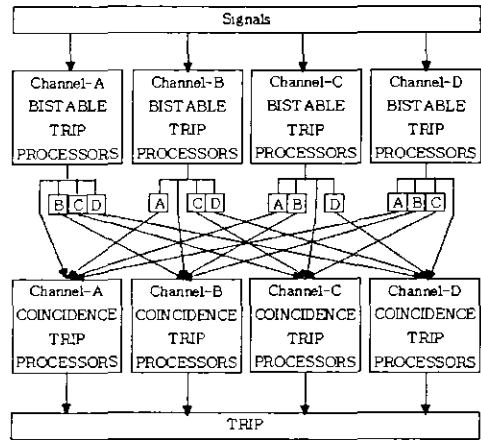 Signals
Channel-A Channel-B Channel-C Channel-D
BISTABLE BISTABLE BISTABLE BISTABLE
TRIP TRIP TRIP TRIP
PROCESSORS PROCESSORS PROCESSORS PROCESSORS
B C D A C D A B D A B C
Channel-A Channel-B Channel-C Channel-D
COINCIDENCE COINCIDENCE COINCIDENCE COINCIDENCE
TRIP TRIP TRIP TRIP
PROCESSORS PROCESSORS PROCESSORS PROCESSORS
TRIP